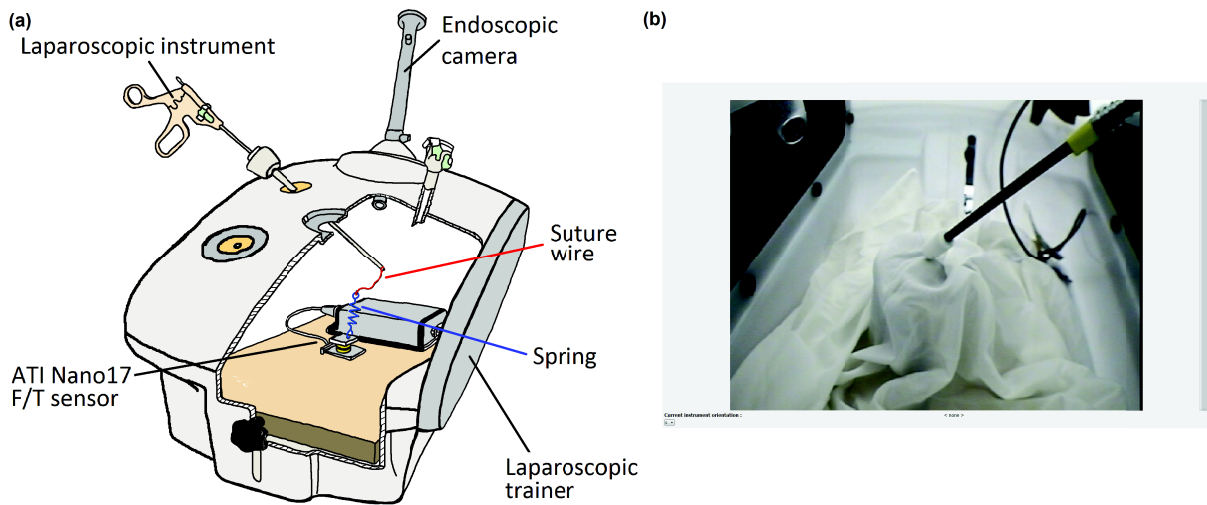 (a)
Laparoscopic instrument
Endoscopic
camera
Suture
wire
Spring
ATI Nano17
F/T sensor
Laparoscopic
trainer
(b)
Current instrument orientation :
< none >